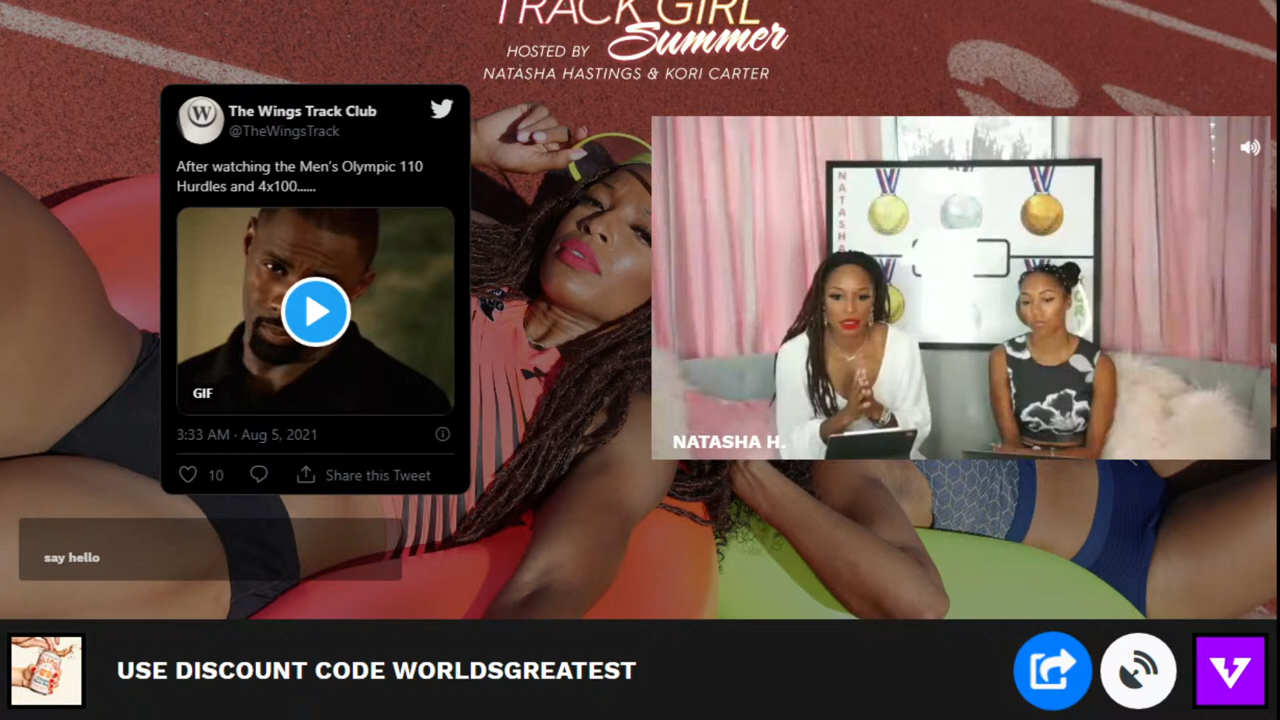 TRACK GIRL
Summer
HOSTED BY
NATASHA HASTINGS & KORI CARTER
The Wings Track Club
@TheWingsTrack
W
After watching the Men's Olympic 110
Hurdles and 4x100......
GIF
3:33 AM · Aug 5, 2021
10
Share this Tweet
NATASHA
NATASHA H.
say hello
USE DISCOUNT CODE WORLDSGREATEST